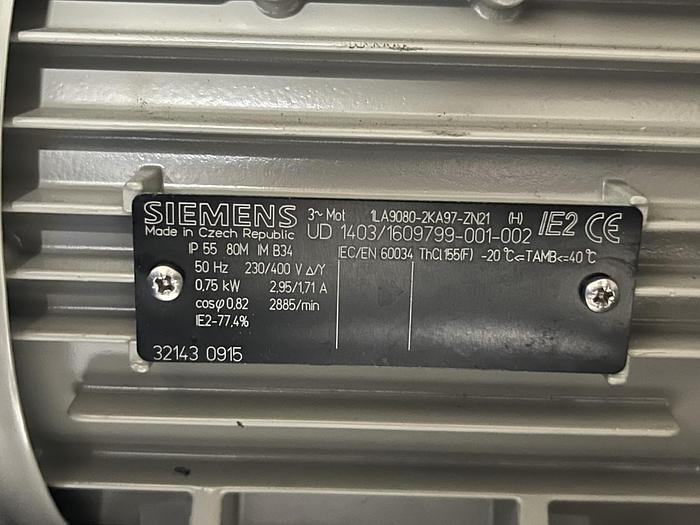 SIEMENS 3~ Mot 1LA9080-2KA97-ZN21 (H) IE2 CE
Made in Czech Republic UD 1403/1609799-001-002
IP 55 80M IM B34 IEC/EN 60034 ThCl.155(F) -20 °C<=TAMB<=40 °C
50 Hz 230/400 V Δ/Y
0,75 kW 2,95/1,71 A
cosφ 0,82 2885/min
IE2-77,4%
32143 0915